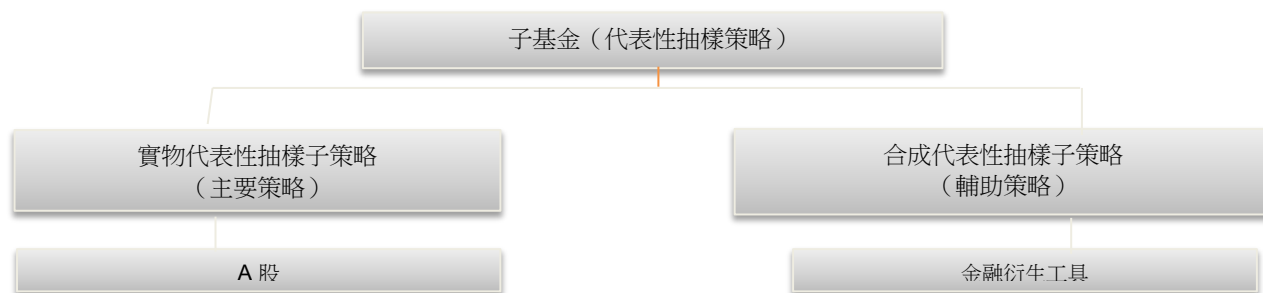 子基金（代表性抽樣策略）
實物代表性抽樣子策略
（主要策略）
合成代表性抽樣子策略
（輔助策略）
A 股
金融衍生工具